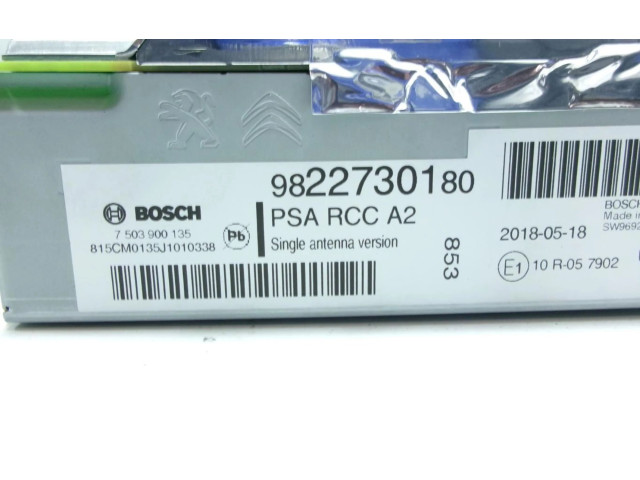 9822730180
BOSCH
PSA RCC A2
7 503 900 135
815CM0135J1010338
Pb
Single antenna version
853
2018-05-18
E1 10 R-05 7902
BOSCH
Made in
SW9692